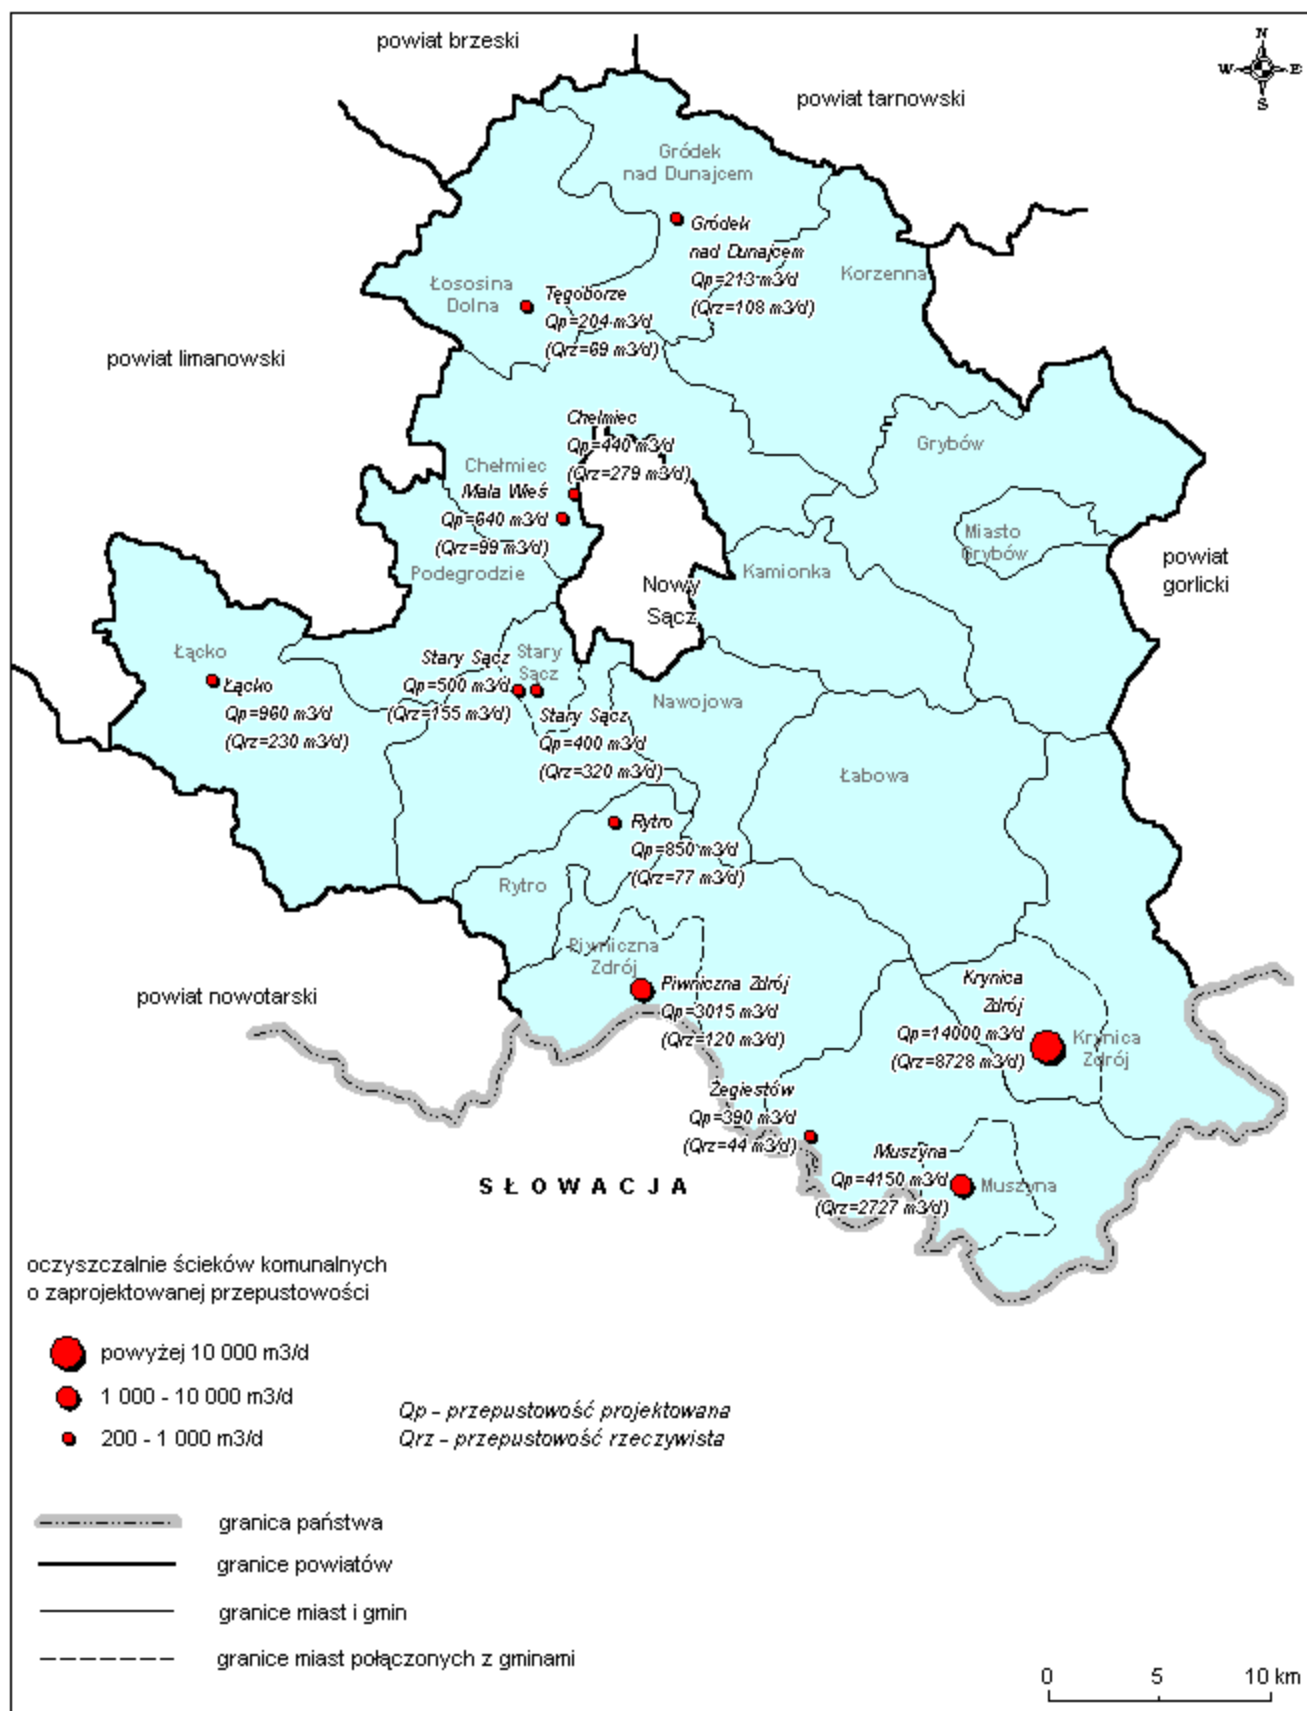 powiat brzeski
powiat tarnowski
N
W E
S
Gródek
nad Dunajcem
Gródek
nad Dunajcem
Qp=213 m3/d
(Qrz=108 m3/d)
Korzenna
Łososina
Dolna
Tęgoborze
Qp=204 m3/d
(Qrz=69 m3/d)
powiat limanowski
Chełmiec
Qp=440 m3/d
(Qrz=279 m3/d)
Grybów
Chełmiec
Mała Wieś
Qp=640 m3/d
(Qrz=99 m3/d)
Podegrodzie
Miasto
Grybów
Kamionka
powiat
gorlicki
Nowy
Sącz
Łącko
Łącko
Qp=960 m3/d
(Qrz=230 m3/d)
Stary Sącz
Qp=500 m3/d
(Qrz=155 m3/d)
Stary
Sącz
Stary Sącz
Qp=400 m3/d
(Qrz=320 m3/d)
Nawojowa
Łabowa
Rytro
Qp=850 m3/d
(Qrz=77 m3/d)
Rytro
Piwniczna
Zdrój
Piwniczna Zdrój
Qp=3015 m3/d
(Qrz=120 m3/d)
powiat nowotarski
Krynica
Zdrój
Qp=14000 m3/d
(Qrz=8728 m3/d)
Krynica
Zdrój
Żegiestów
Qp=390 m3/d
(Qrz=44 m3/d)
Muszyna
Qp=4150 m3/d
(Qrz=2727 m3/d)
Muszyna
SŁOWACJA
oczyszczalnie ścieków komunalnych
o zaprojektowanej przepustowości
powyżej 10 000 m3/d
1 000 - 10 000 m3/d
200 - 1 000 m3/d
Qp - przepustowość projektowana
Qrz - przepustowość rzeczywista
granica państwa
granice powiatów
granice miast i gmin
granice miast połączonych z gminami
0 5 10 km